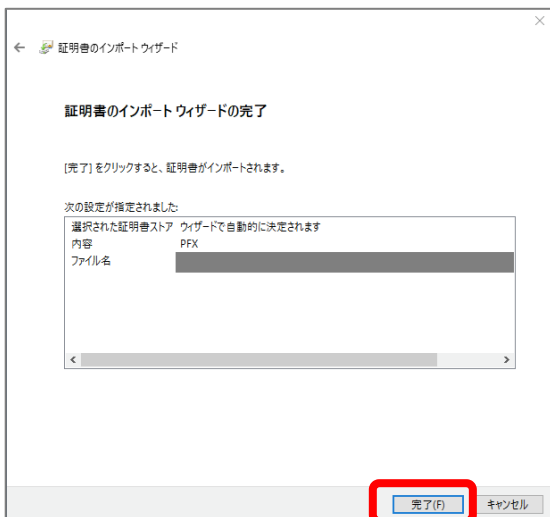 証明書のインポート ウィザード
証明書のインポート ウィザードの完了
[完了] をクリックすると、証明書がインポートされます。
次の設定が指定されました:
選択された証明書ストア ウィザードで自動的に決定されます
内容 PFX
ファイル名
完了(F) キャンセル